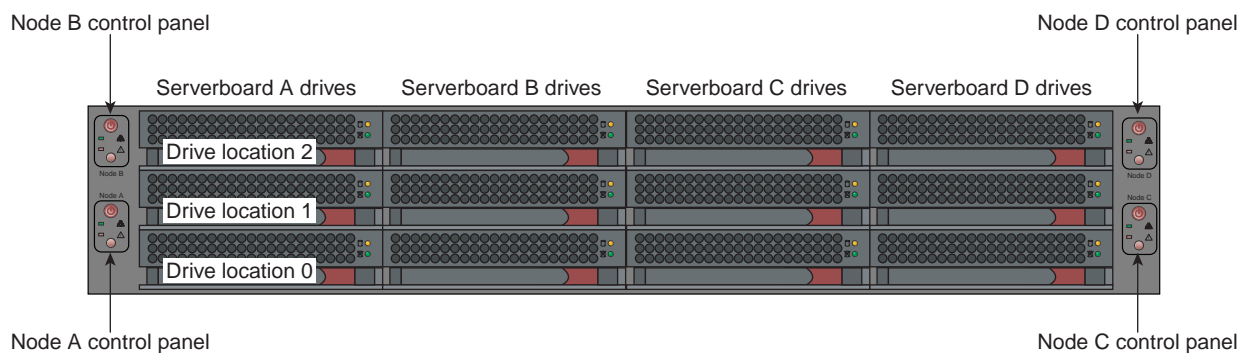 Node B control panel
Node D control panel
Serverboard A drives
Serverboard B drives
Serverboard C drives
Serverboard D drives
Drive location 2
Node B
Node D
Node A
Node C
Drive location 1
Drive location 0
Node A control panel
Node C control panel